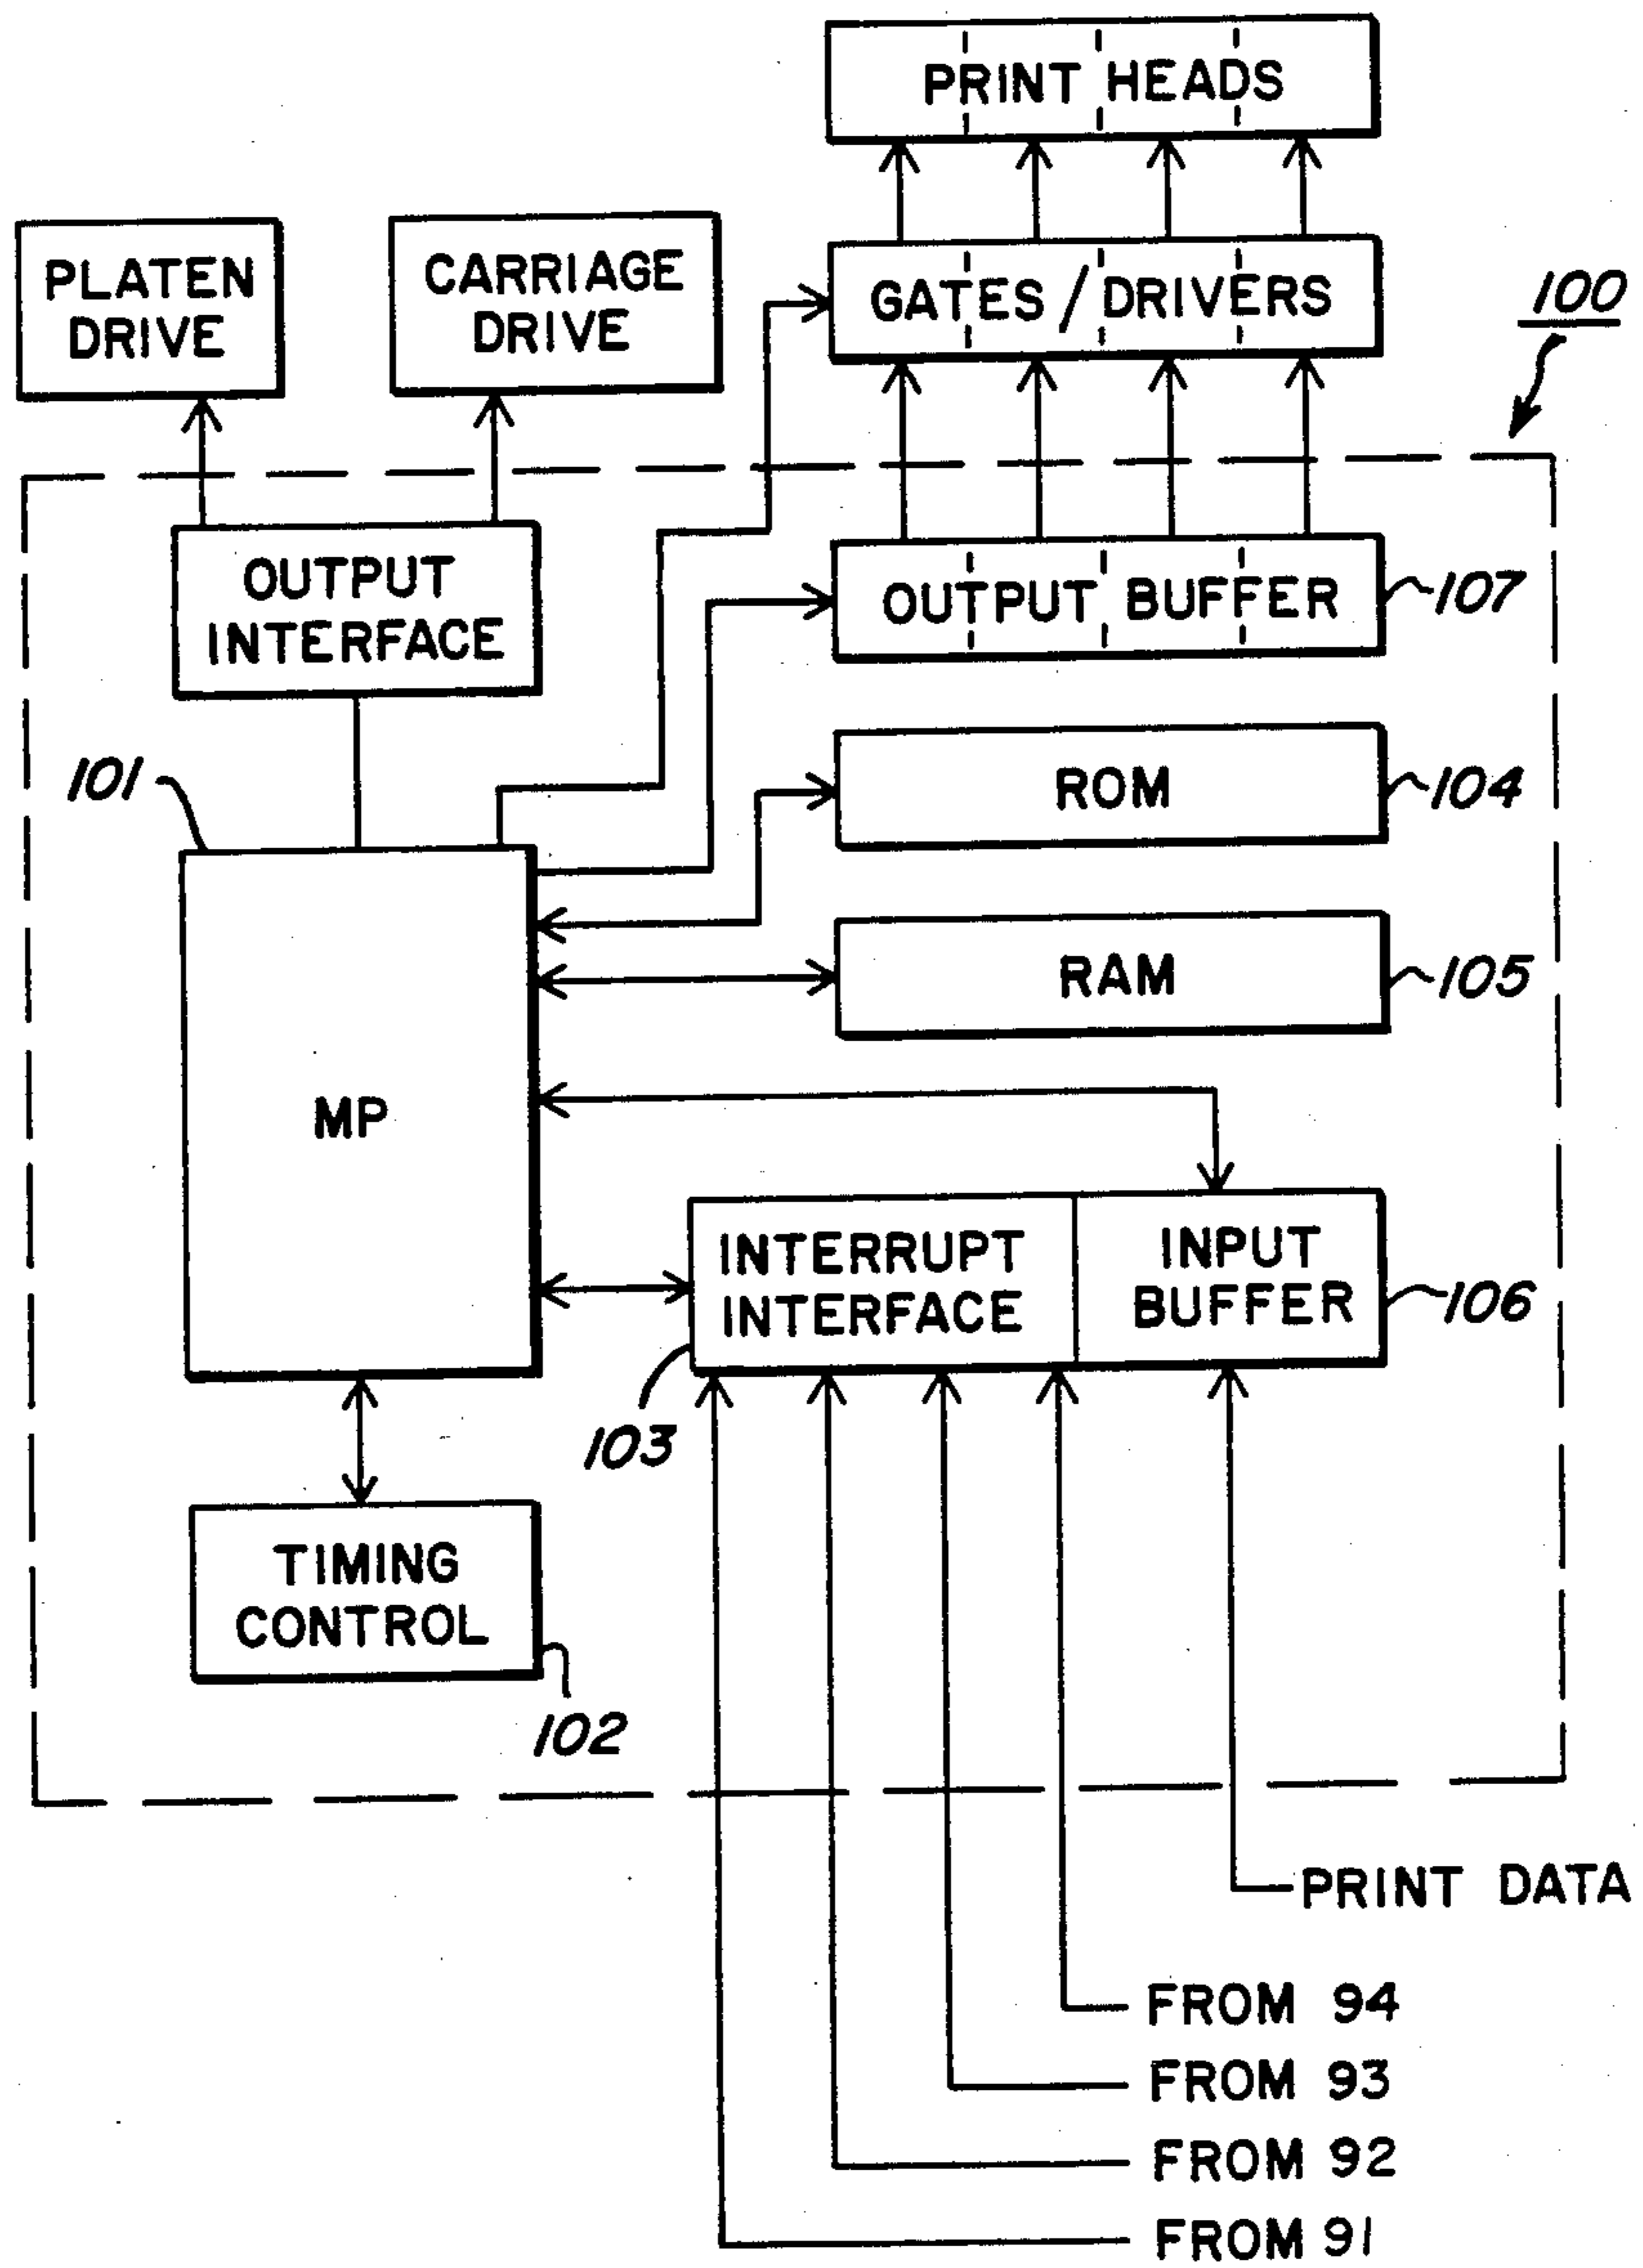 PRINT HEADS
PLATEN
DRIVE
CARRIAGE
DRIVE
GATES / DRIVERS
100
OUTPUT
INTERFACE
OUTPUT BUFFER
107
101
ROM
104
RAM
105
MP
INTERRUPT
INTERFACE
INPUT
BUFFER
106
103
TIMING
CONTROL
102
PRINT DATA
FROM 94
FROM 93
FROM 92
FROM 91